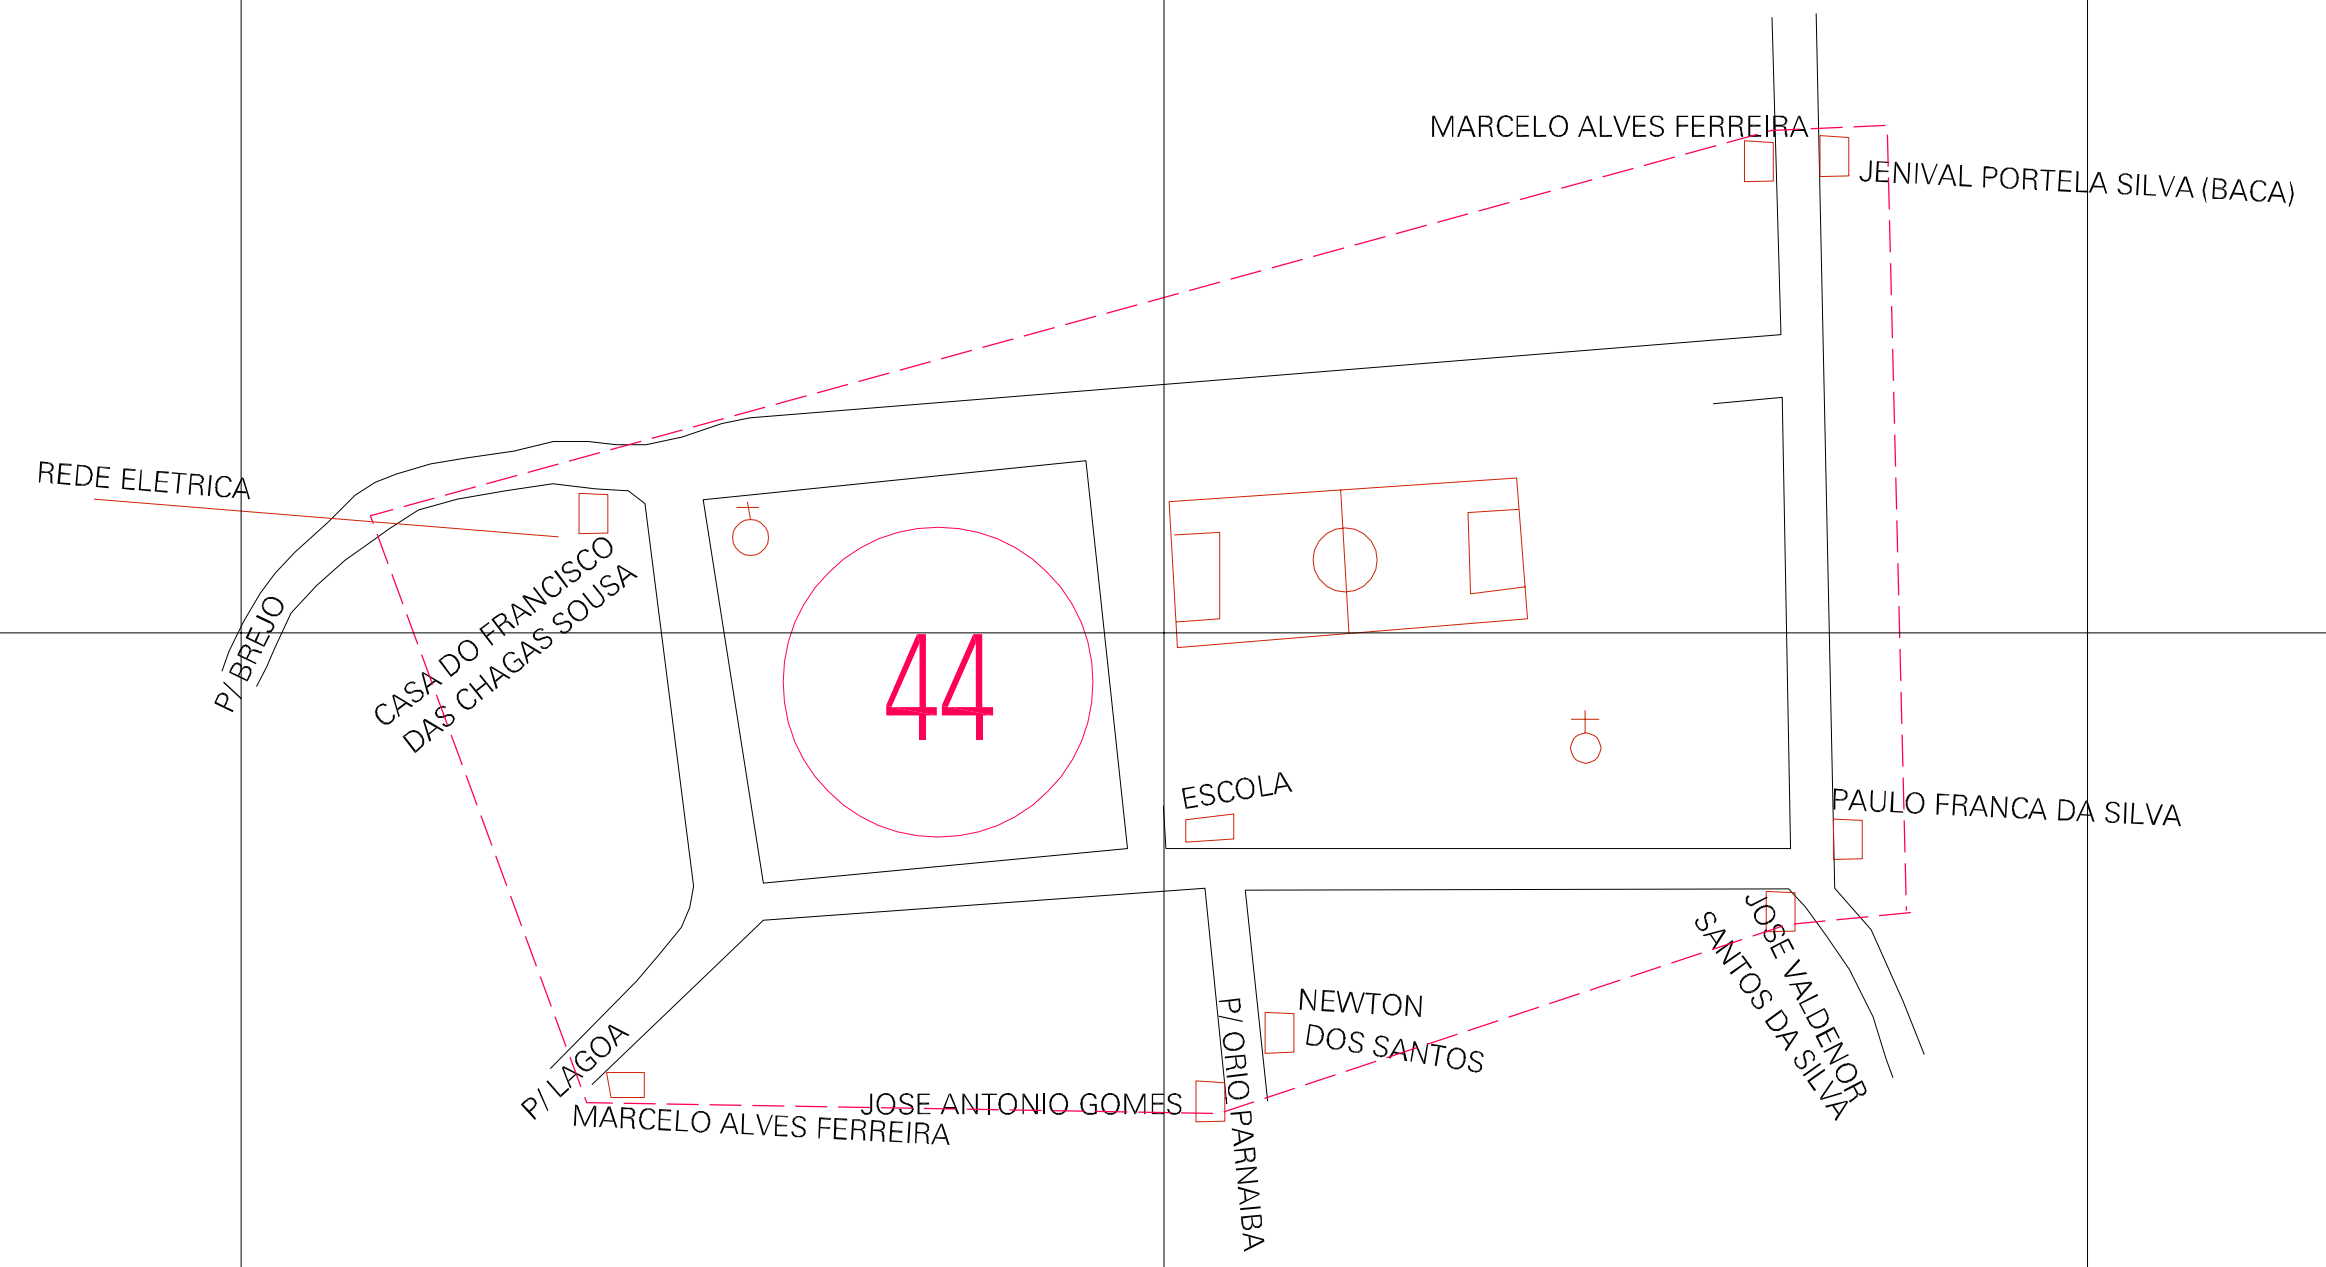 MARCELO ALVES FERREIRA
JENIVAL PORTELA SILVA (BACA)
REDE ELETRICA
CASA DO FRANCISCO
DAS CHAGAS SOUSA
P/ BREJO
44
ESCOLA
PAULO FRANCA DA SILVA
JOSE VALDENOR
SANTOS DA SILVA
NEWTON
DOS SANTOS
P/ ORIO PARNAIBA
P/ LAGOA
JOSE ANTONIO GOMES
MARCELO ALVES FERREIRA